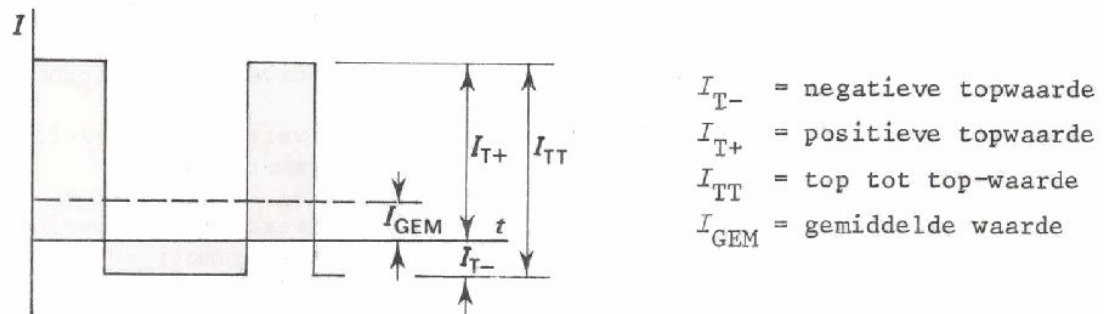 I
I_T+
I_TT
I_GEM
t
I_T-
I_T- = negatieve topwaarde
I_T+ = positieve topwaarde
I_TT = top tot top-waarde
I_GEM = gemiddelde waarde